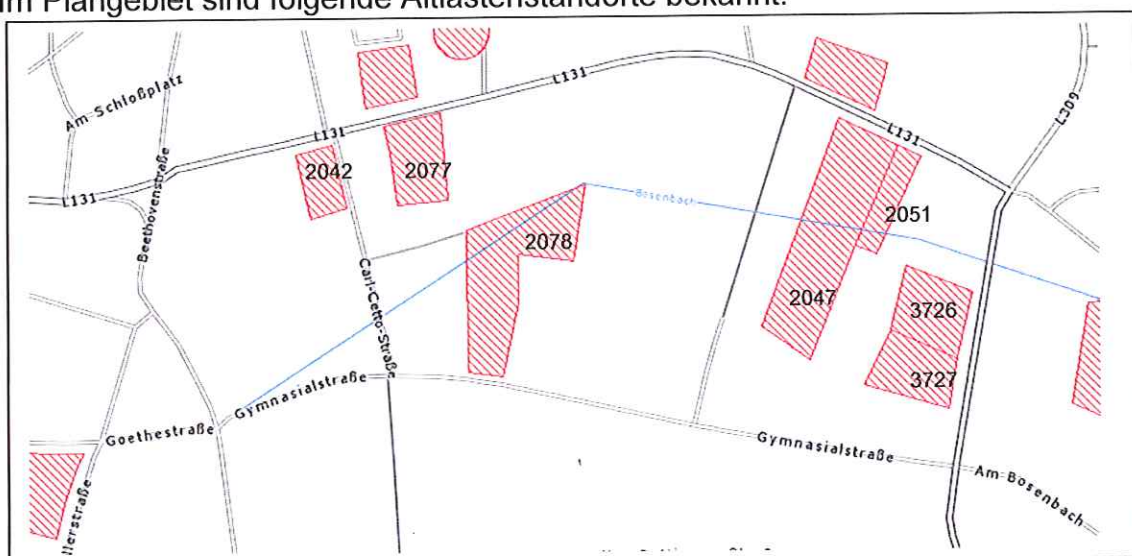 Im Plangebiet sind folgende Altlastenstandorte bekannt:
Am Schloßplatz
L131
L131
L131
L131
L309
Beethovenstraße
2042
2077
Bosenbach
2051
2078
Carl-Cetto-Straße
2047
3726
3727
Gymnasialstraße
Goethestraße
Gymnasialstraße
Am Bosenbach
llerstraße